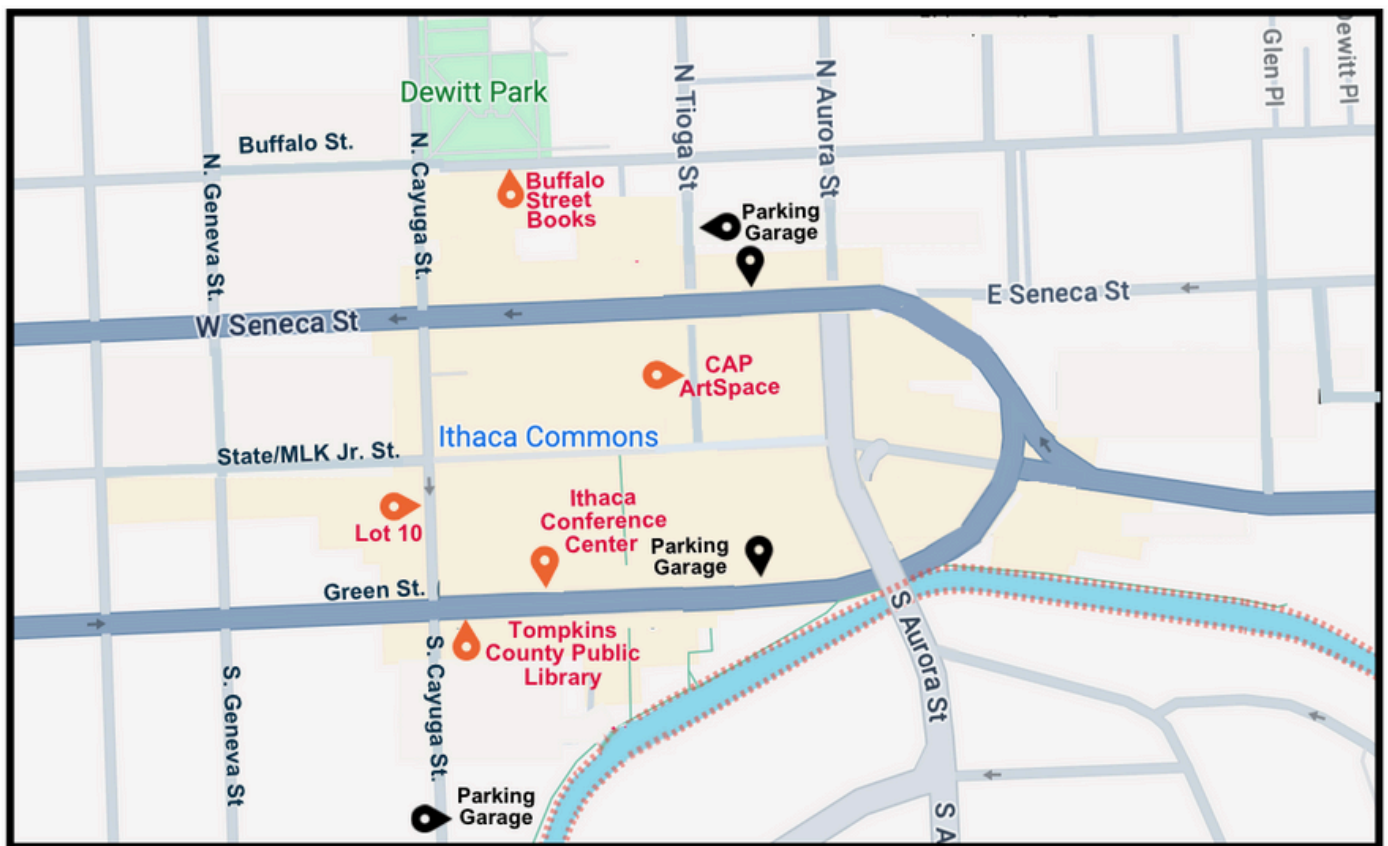 Glen Pl
Dewitt Pl
Dewitt Park
N Tioga St
N Aurora St
Buffalo St.
N. Geneva St.
N. Cayuga St.
Buffalo
Street
Books
Parking
Garage
E Seneca St
W Seneca St
CAP
ArtSpace
Ithaca Commons
State/MLK Jr. St.
Lot 10
Ithaca
Conference
Center
Parking
Garage
Green St.
Tompkins
County Public
Library
S. Geneva St
S. Cayuga St.
S Aurora St
Parking
Garage
S A